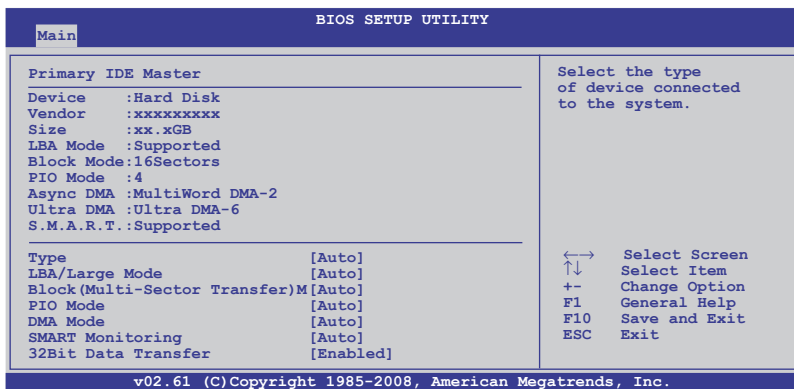 BIOS SETUP UTILITY
Main
Primary IDE Master
Device :Hard Disk
Vendor :xxxxxxxxx
Size :xx.xGB
LBA Mode :Supported
Block Mode:16Sectors
PIO Mode :4
Async DMA :MultiWord DMA-2
Ultra DMA :Ultra DMA-6
S.M.A.R.T.:Supported
Type [Auto]
LBA/Large Mode [Auto]
Block(Multi-Sector Transfer)M[Auto]
PIO Mode [Auto]
DMA Mode [Auto]
SMART Monitoring [Auto]
32Bit Data Transfer [Enabled]
Select the type
of device connected
to the system.
←→ Select Screen
↑↓ Select Item
+- Change Option
F1 General Help
F10 Save and Exit
ESC Exit
v02.61 (C)Copyright 1985-2008, American Megatrends, Inc.